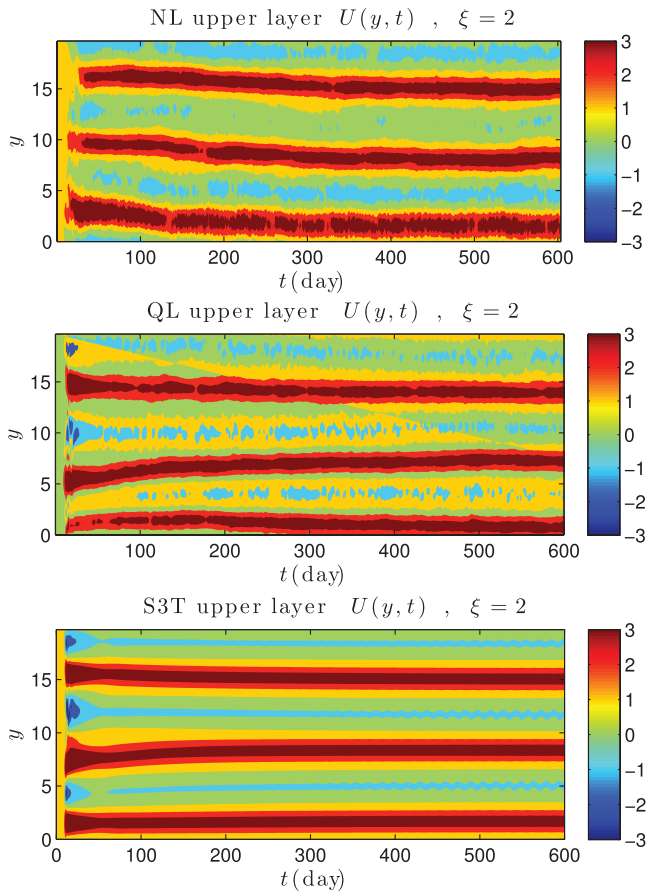 NL upper layer U(y,t) , ξ = 2
y
15
10
5
0
100 200 300 400 500 600
t(day)
3
2
1
0
−1
−2
−3
QL upper layer U(y,t) , ξ = 2
y
15
10
5
0
100 200 300 400 500 600
t(day)
3
2
1
0
−1
−2
−3
S3T upper layer U(y,t) , ξ = 2
y
15
10
5
0
0 100 200 300 400 500 600
t(day)
3
2
1
0
−1
−2
−3